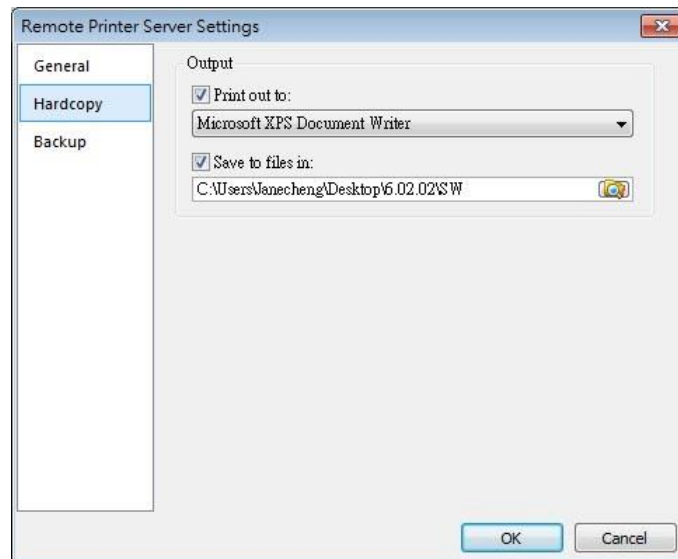 Remote Printer Server Settings
General
Hardcopy
Backup
Output
Print out to:
Microsoft XPS Document Writer
Save to files in:
C:\Users\Janecheng\Desktop\6.02.02\SW
OK
Cancel